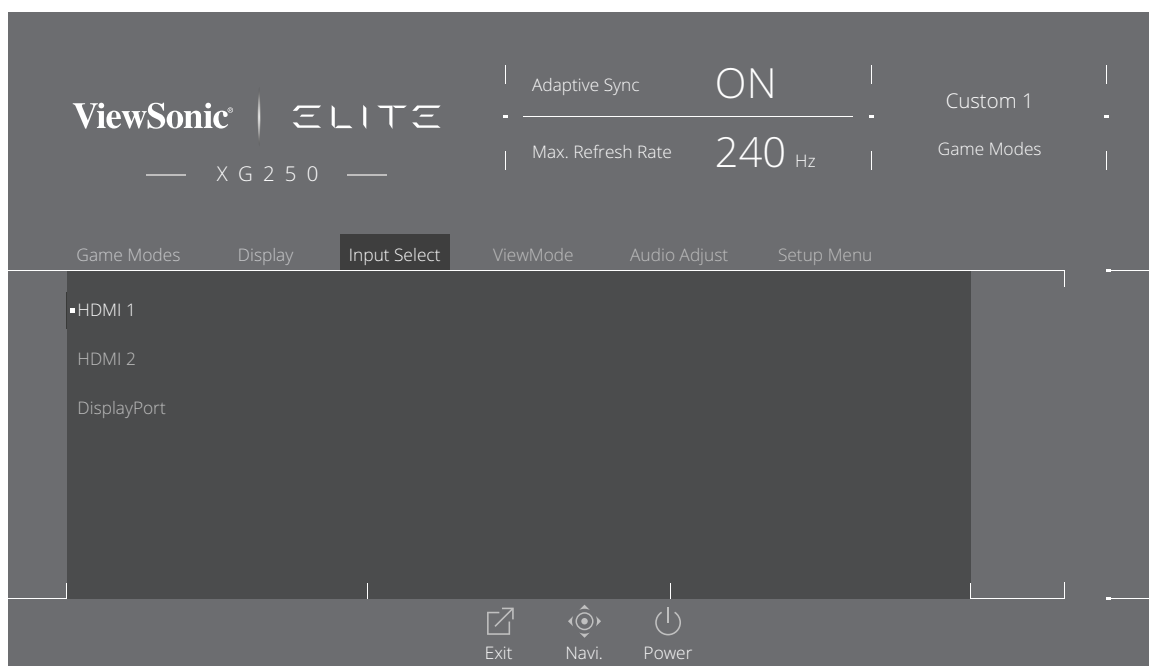 ViewSonic® | ELITE
XG250
Adaptive Sync ON
Max. Refresh Rate 240 Hz
Custom 1
Game Modes
Game Modes Display Input Select ViewMode Audio Adjust Setup Menu
HDMI 1
HDMI 2
DisplayPort
Exit Navi. Power